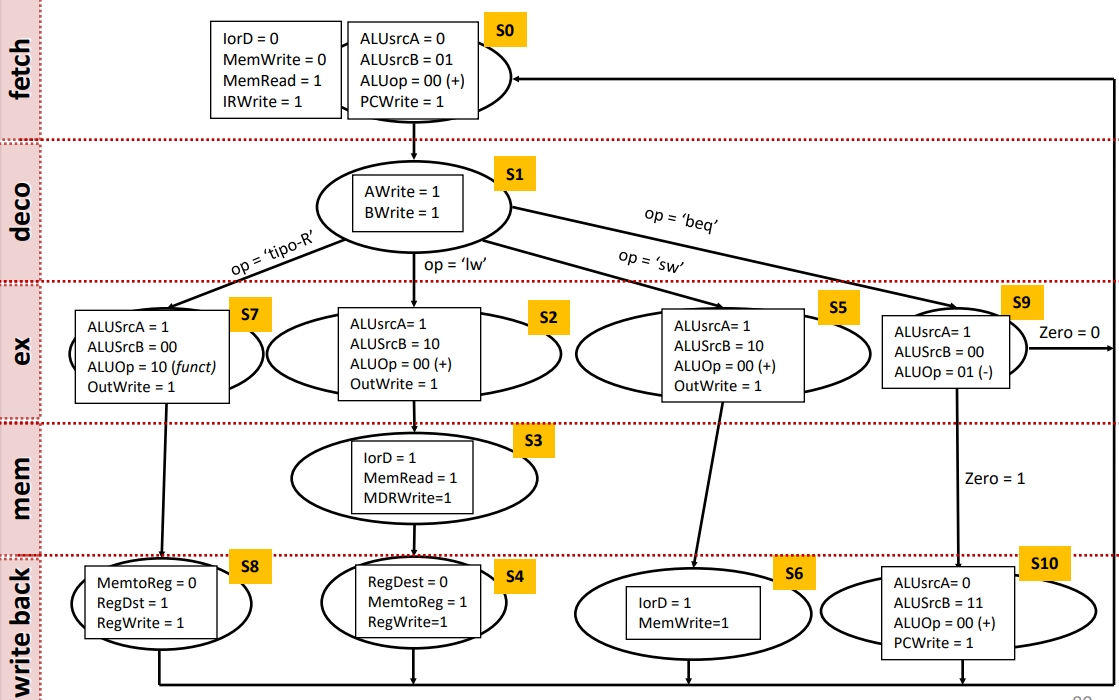 fetch
IorD = 0
MemWrite = 0
MemRead = 1
IRWrite = 1
ALUsrcA = 0
ALUsrcB = 01
ALUop = 00 (+)
PCWrite = 1
S0
deco
AWrite = 1
BWrite = 1
S1
op = ‘tipo-R’
op = ‘lw’
op = ‘sw’
op = ‘beq’
ex
ALUSrcA = 1
ALUSrcB = 00
ALUOp = 10 (funct)
OutWrite = 1
S7
ALUSrcA= 1
ALUSrcB = 10
ALUOp = 00 (+)
OutWrite = 1
S2
ALUSrcA= 1
ALUSrcB = 10
ALUOp = 00 (+)
OutWrite = 1
S5
ALUSrcA= 1
ALUSrcB = 00
ALUOp = 01 (-)
S9
Zero = 0
mem
IorD = 1
MemRead = 1
MDRWrite=1
S3
Zero = 1
write back
MemtoReg = 0
RegDst = 1
RegWrite = 1
S8
RegDest = 0
MemtoReg = 1
RegWrite=1
S4
IorD = 1
MemWrite=1
S6
ALUSrcA= 0
ALUSrcB = 11
ALUOp = 00 (+)
PCWrite = 1
S10